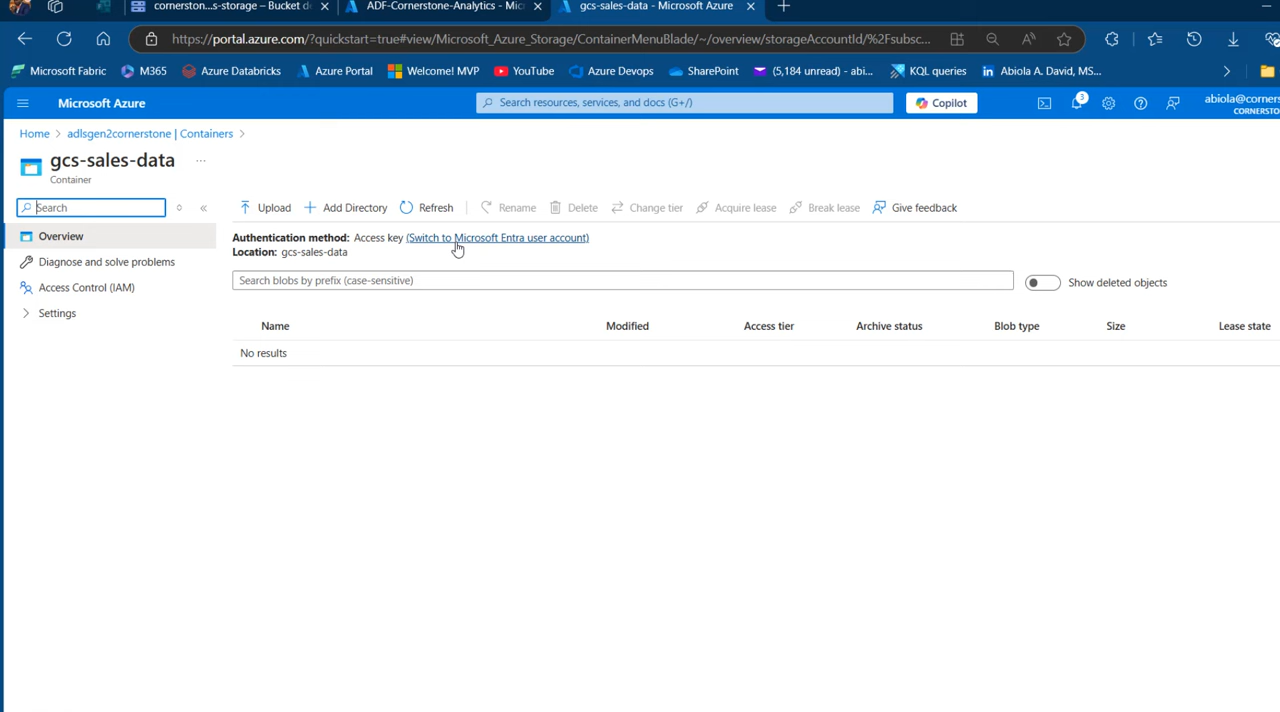 cornerston...s-storage – Bucket de
ADF-Cornerstone-Analytics - Micr
gcs-sales-data - Microsoft Azure
https://portal.azure.com/?quickstart=true#view/Microsoft_Azure_Storage/ContainerMenuBlade/~/overview/storageAccountId/%2Fsubsc...
Microsoft Fabric
M365
Azure Databricks
Azure Portal
Welcome! MVP
YouTube
Azure Devops
SharePoint
(5,184 unread) - abi...
KQL queries
Abiola A. David, MS...
Microsoft Azure
Search resources, services, and docs (G+/)
Copilot
3
abiola@corners
CORNERSTO
Home > adlsgen2cornerstone | Containers >
gcs-sales-data ...
Container
Search
Upload
Add Directory
Refresh
Rename
Delete
Change tier
Acquire lease
Break lease
Give feedback
Overview
Diagnose and solve problems
Access Control (IAM)
Settings
Authentication method: Access key (Switch to Microsoft Entra user account)
Location: gcs-sales-data
Search blobs by prefix (case-sensitive)
Show deleted objects
Name Modified Access tier Archive status Blob type Size Lease state
No results